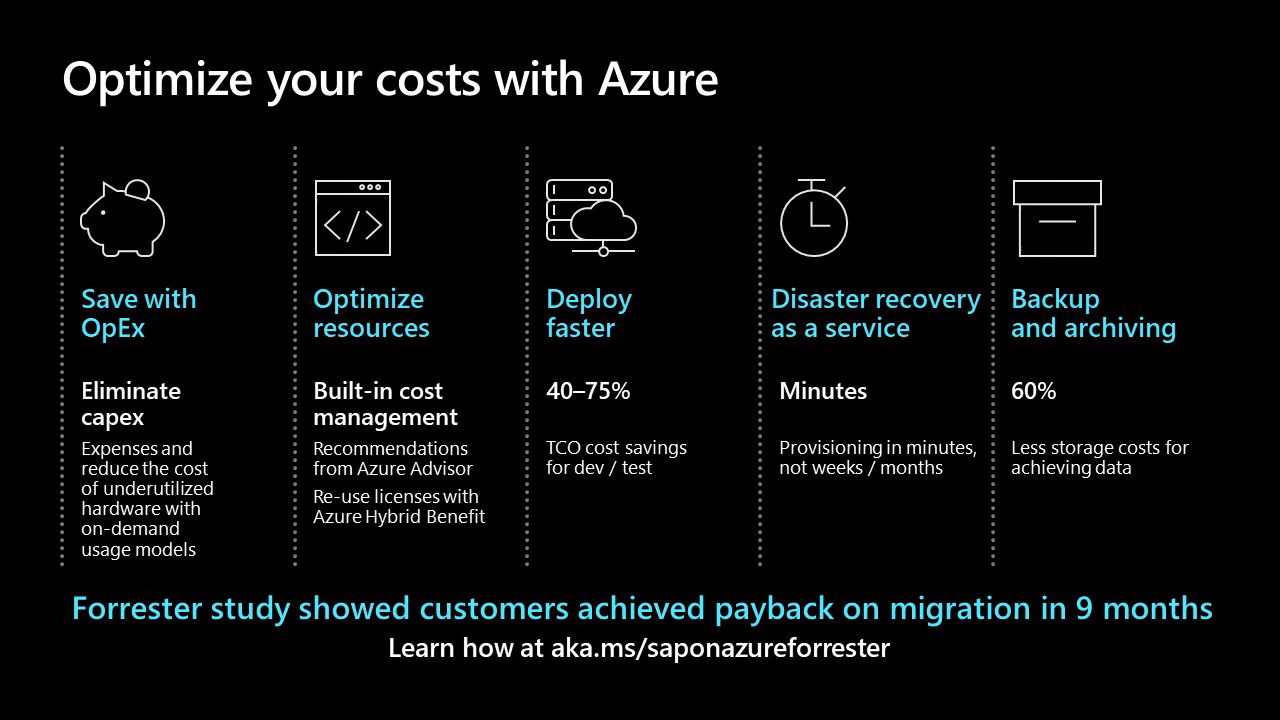 Optimize your costs with Azure
Save with
OpEx
Eliminate
capex
Expenses and
reduce the cost
of underutilized
hardware with
on-demand
usage models
Optimize
resources
Built-in cost
management
Recommendations
from Azure Advisor
Re-use licenses with
Azure Hybrid Benefit
Deploy
faster
40–75%
TCO cost savings
for dev / test
Disaster recovery
as a service
Minutes
Provisioning in minutes,
not weeks / months
Backup
and archiving
60%
Less storage costs for
achieving data
Forrester study showed customers achieved payback on migration in 9 months
Learn how at aka.ms/saponazureforrester